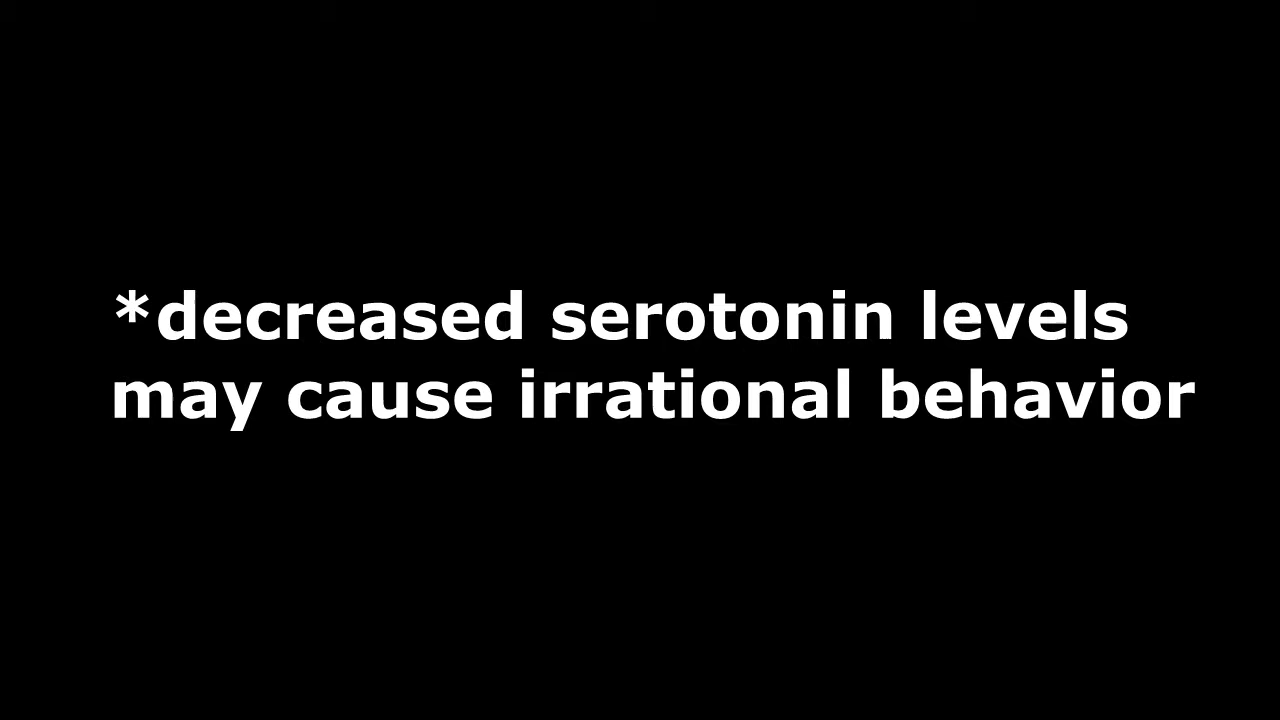 *decreased serotonin levels
may cause irrational behavior